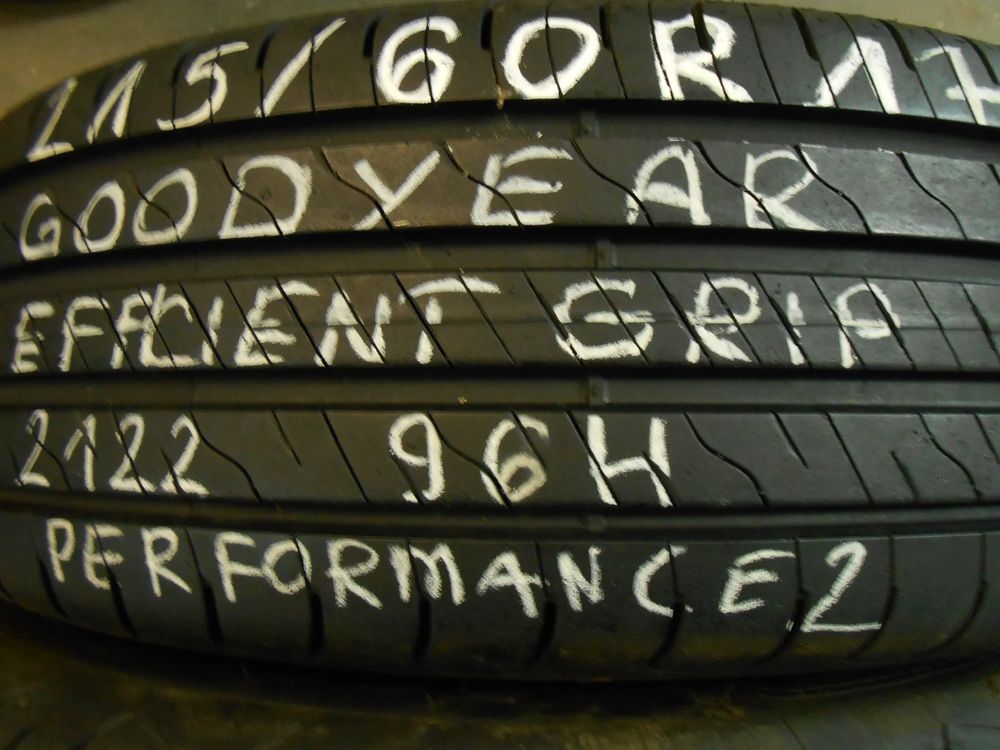 215/60R17
GOODYEAR
EFFICIENT GRIP
2122 96H
PERFORMANCE2